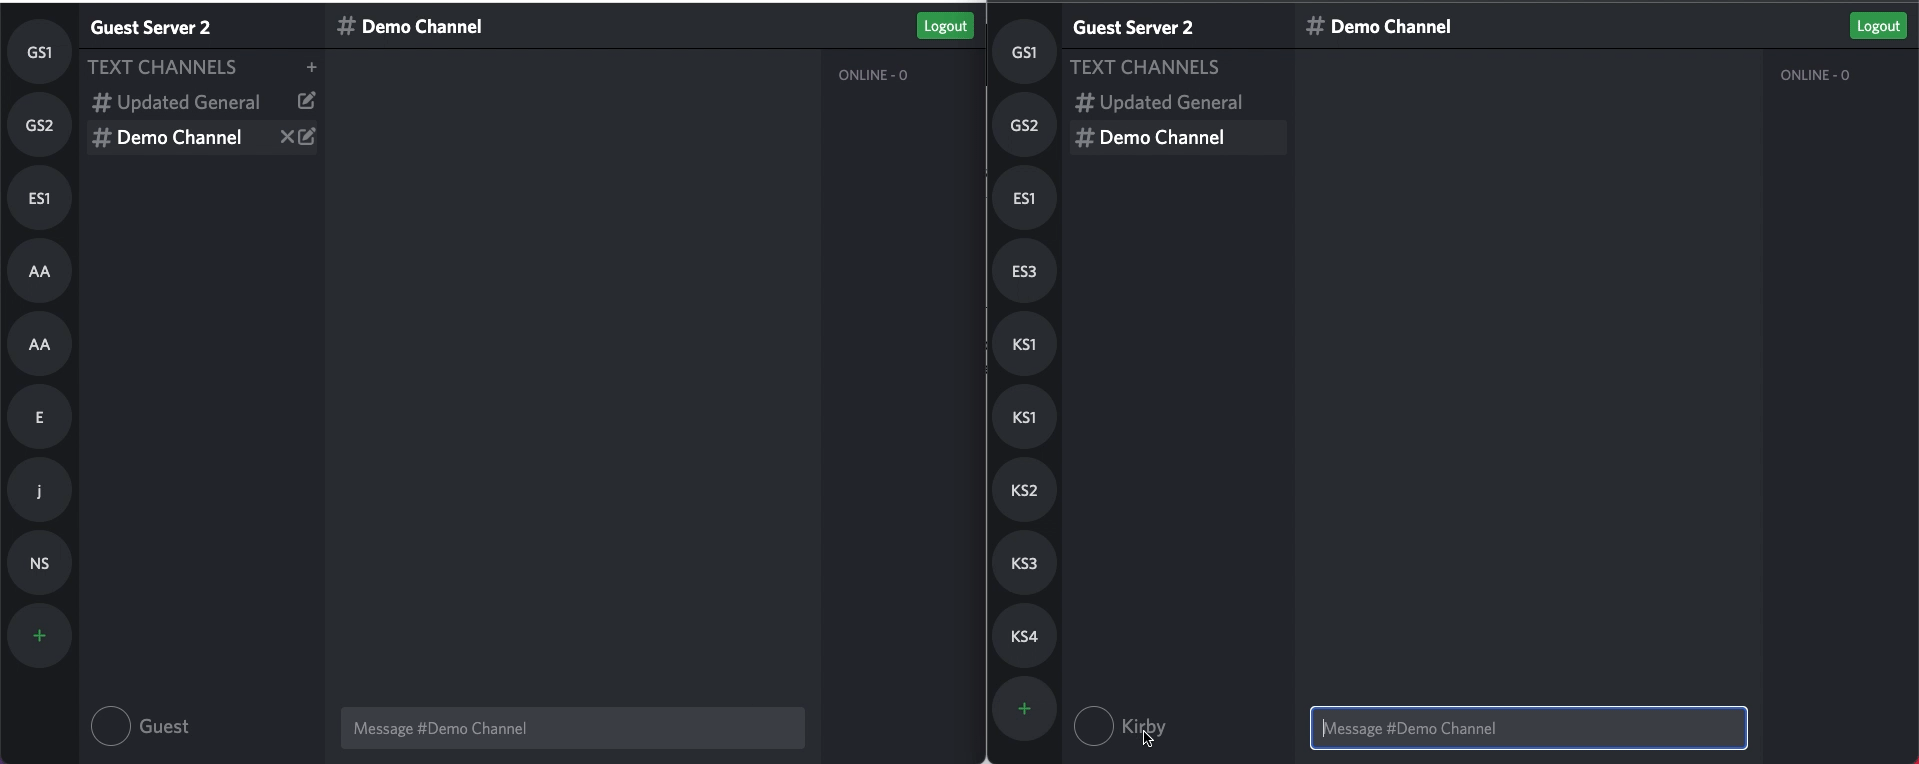 GS1
GS2
ES1
AA
AA
E
j
NS
+
Guest Server 2
TEXT CHANNELS +
# Updated General
# Demo Channel
Guest
# Demo Channel
Logout
ONLINE - 0
Message #Demo Channel
GS1
GS2
ES1
ES3
KS1
KS1
KS2
KS3
KS4
+
Guest Server 2
TEXT CHANNELS
# Updated General
# Demo Channel
Kirby
# Demo Channel
Logout
ONLINE - 0
Message #Demo Channel